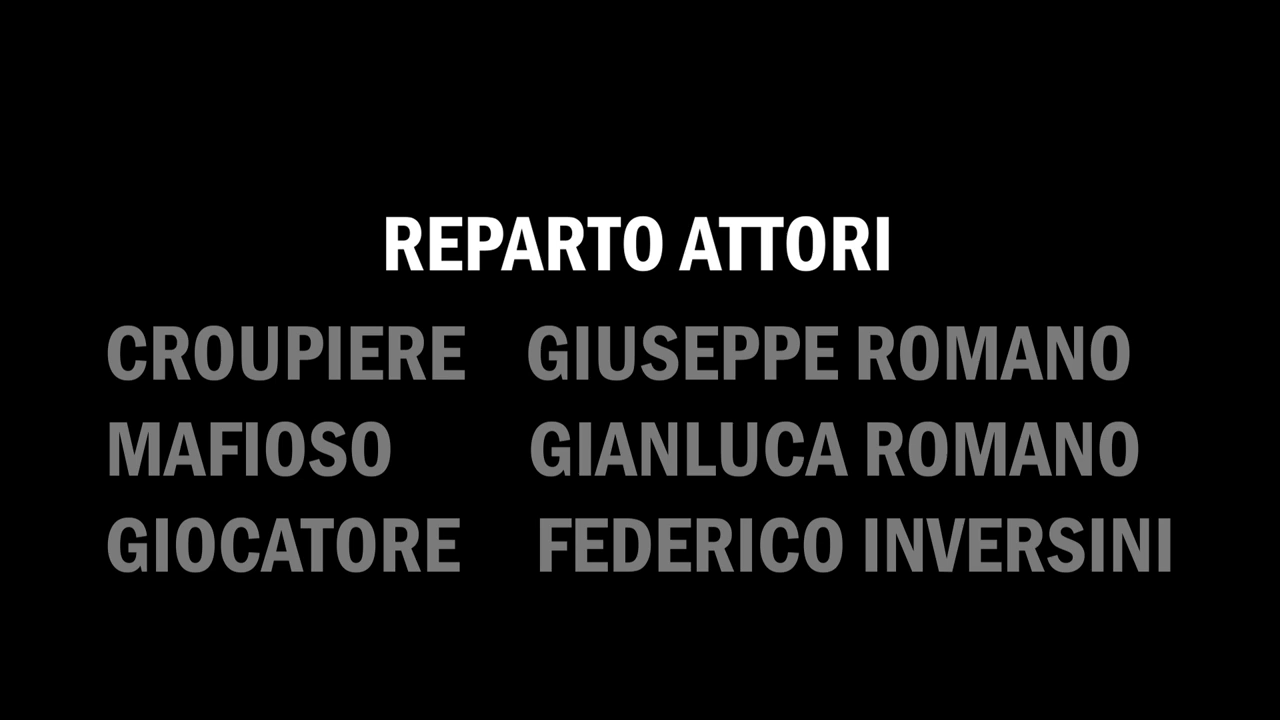 REPARTO ATTORI
CROUPIERE GIUSEPPE ROMANO
MAFIOSO GIANLUCA ROMANO
GIOCATORE FEDERICO INVERSINI